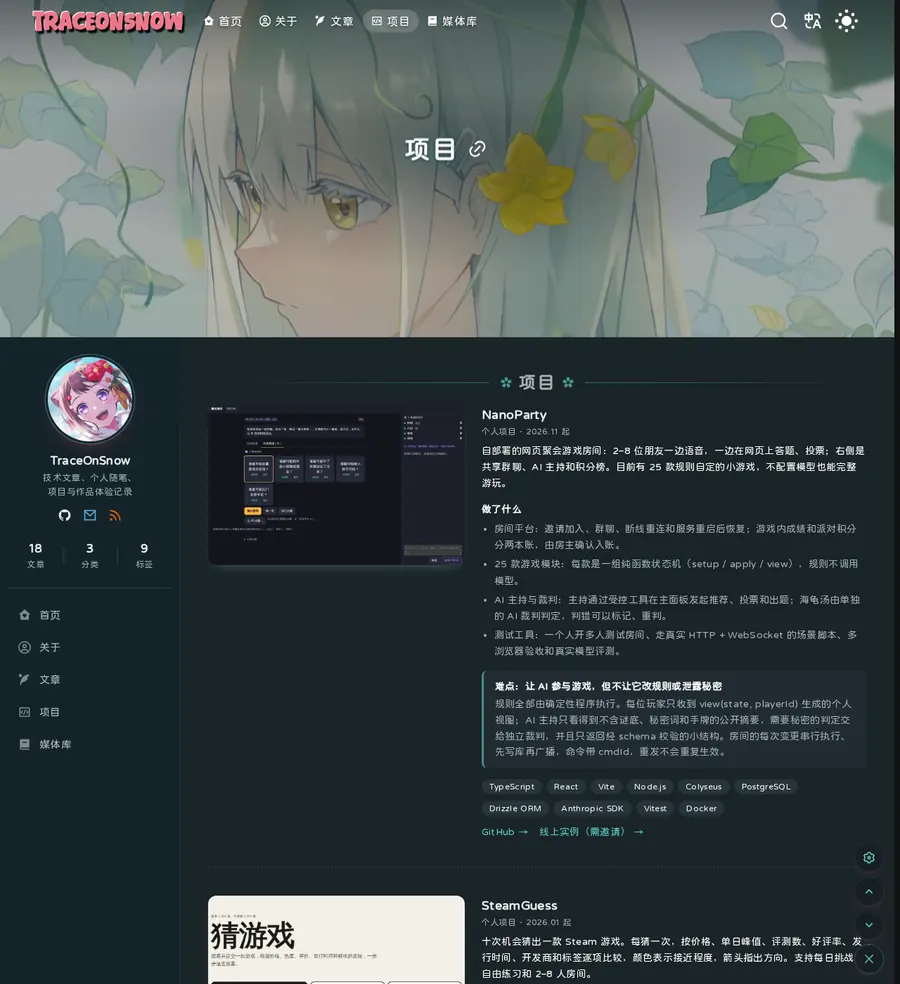 TRACEONSNOW 首页 关于 文章 项目 媒体库
项目
TraceOnSnow
技术文章、个人随笔、
项目与作品体验记录
18 3 9
文章 分类 标签
首页
关于
文章
项目
媒体库
项目
NanoParty
个人项目 · 2026.11 起
自部署的网页聚会游戏房间：2–8 位朋友一边语音，一边在网页上答题、投票；右侧是
共享群聊、AI 主持和积分榜。目前有 25 款规则自定的小游戏，不配置模型也能完整
游玩。
做了什么
房间平台：邀请加入、群聊、断线重连和服务重启后恢复；游戏内成绩和派对积分
分两本账，由房主确认入账。
25 款游戏模块：每款是一组纯函数状态机（setup / apply / view），规则不调用
模型。
AI 主持与裁判：主持通过受控工具在主面板发起推荐、投票和出题；海龟汤由单独
的 AI 裁判判定，判错可以标记、重判。
测试工具：一个人开多人测试房间、走真实 HTTP + WebSocket 的场景脚本、多
浏览器验收和真实模型评测。
难点：让 AI 参与游戏，但不让它改规则或泄露秘密
规则全部由确定性程序执行。每位玩家只收到 view(state, playerId) 生成的个人
视图；AI 主持只看得到不含谜底、秘密词和手牌的公开摘要，需要秘密的判定交
给独立裁判，并且只返回经 schema 校验的小结构。房间的每次变更串行执行、
先写库再广播，命令带 cmdId，重发不会重复生效。
TypeScript React Vite Node.js Colyseus PostgreSQL
Drizzle ORM Anthropic SDK Vitest Docker
GitHub → 线上实例（需邀请） →
猜游戏
SteamGuess
个人项目 · 2026.01 起
十次机会猜出一款 Steam 游戏。每猜一次，按价格、单日峰值、评测数、好评率、发
行时间、开发商和标签逐项比较，颜色表示接近程度，箭头指出方向。支持每日挑战、
自由练习和 2–8 人房间。